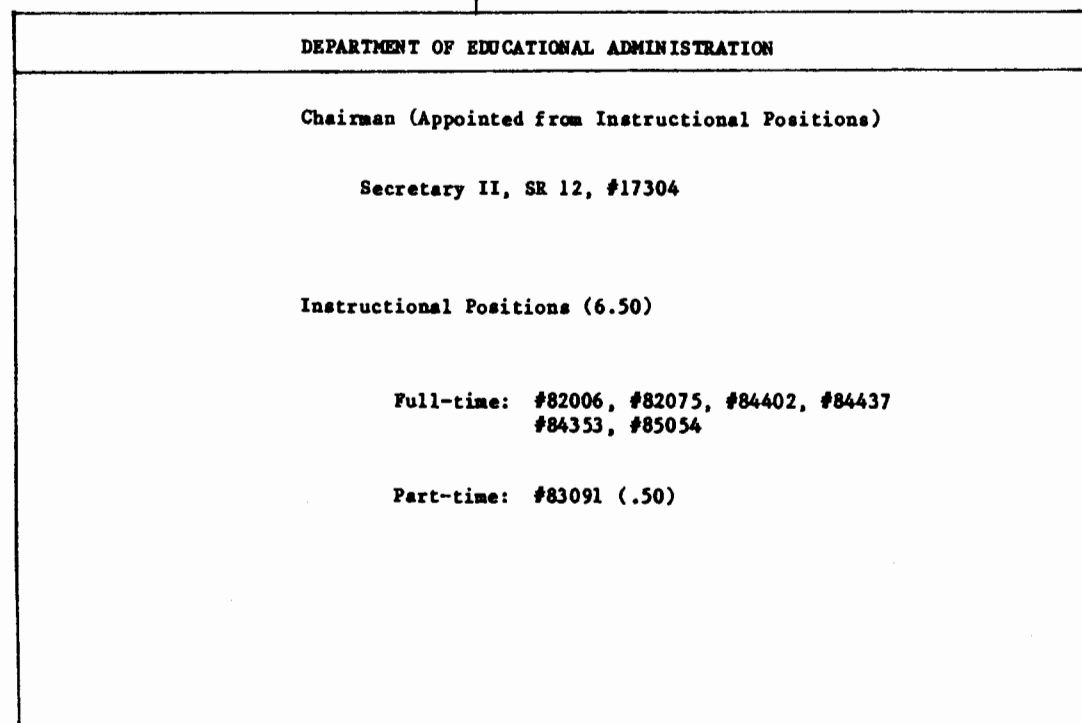 DEPARTMENT OF EDUCATIONAL ADMINISTRATION
Chairman (Appointed from Instructional Positions)
Secretary II, SR 12, #17304
Instructional Positions (6.50)
Full-time: #82006, #82075, #84402, #84437
#84353, #85054
Part-time: #83091 (.50)